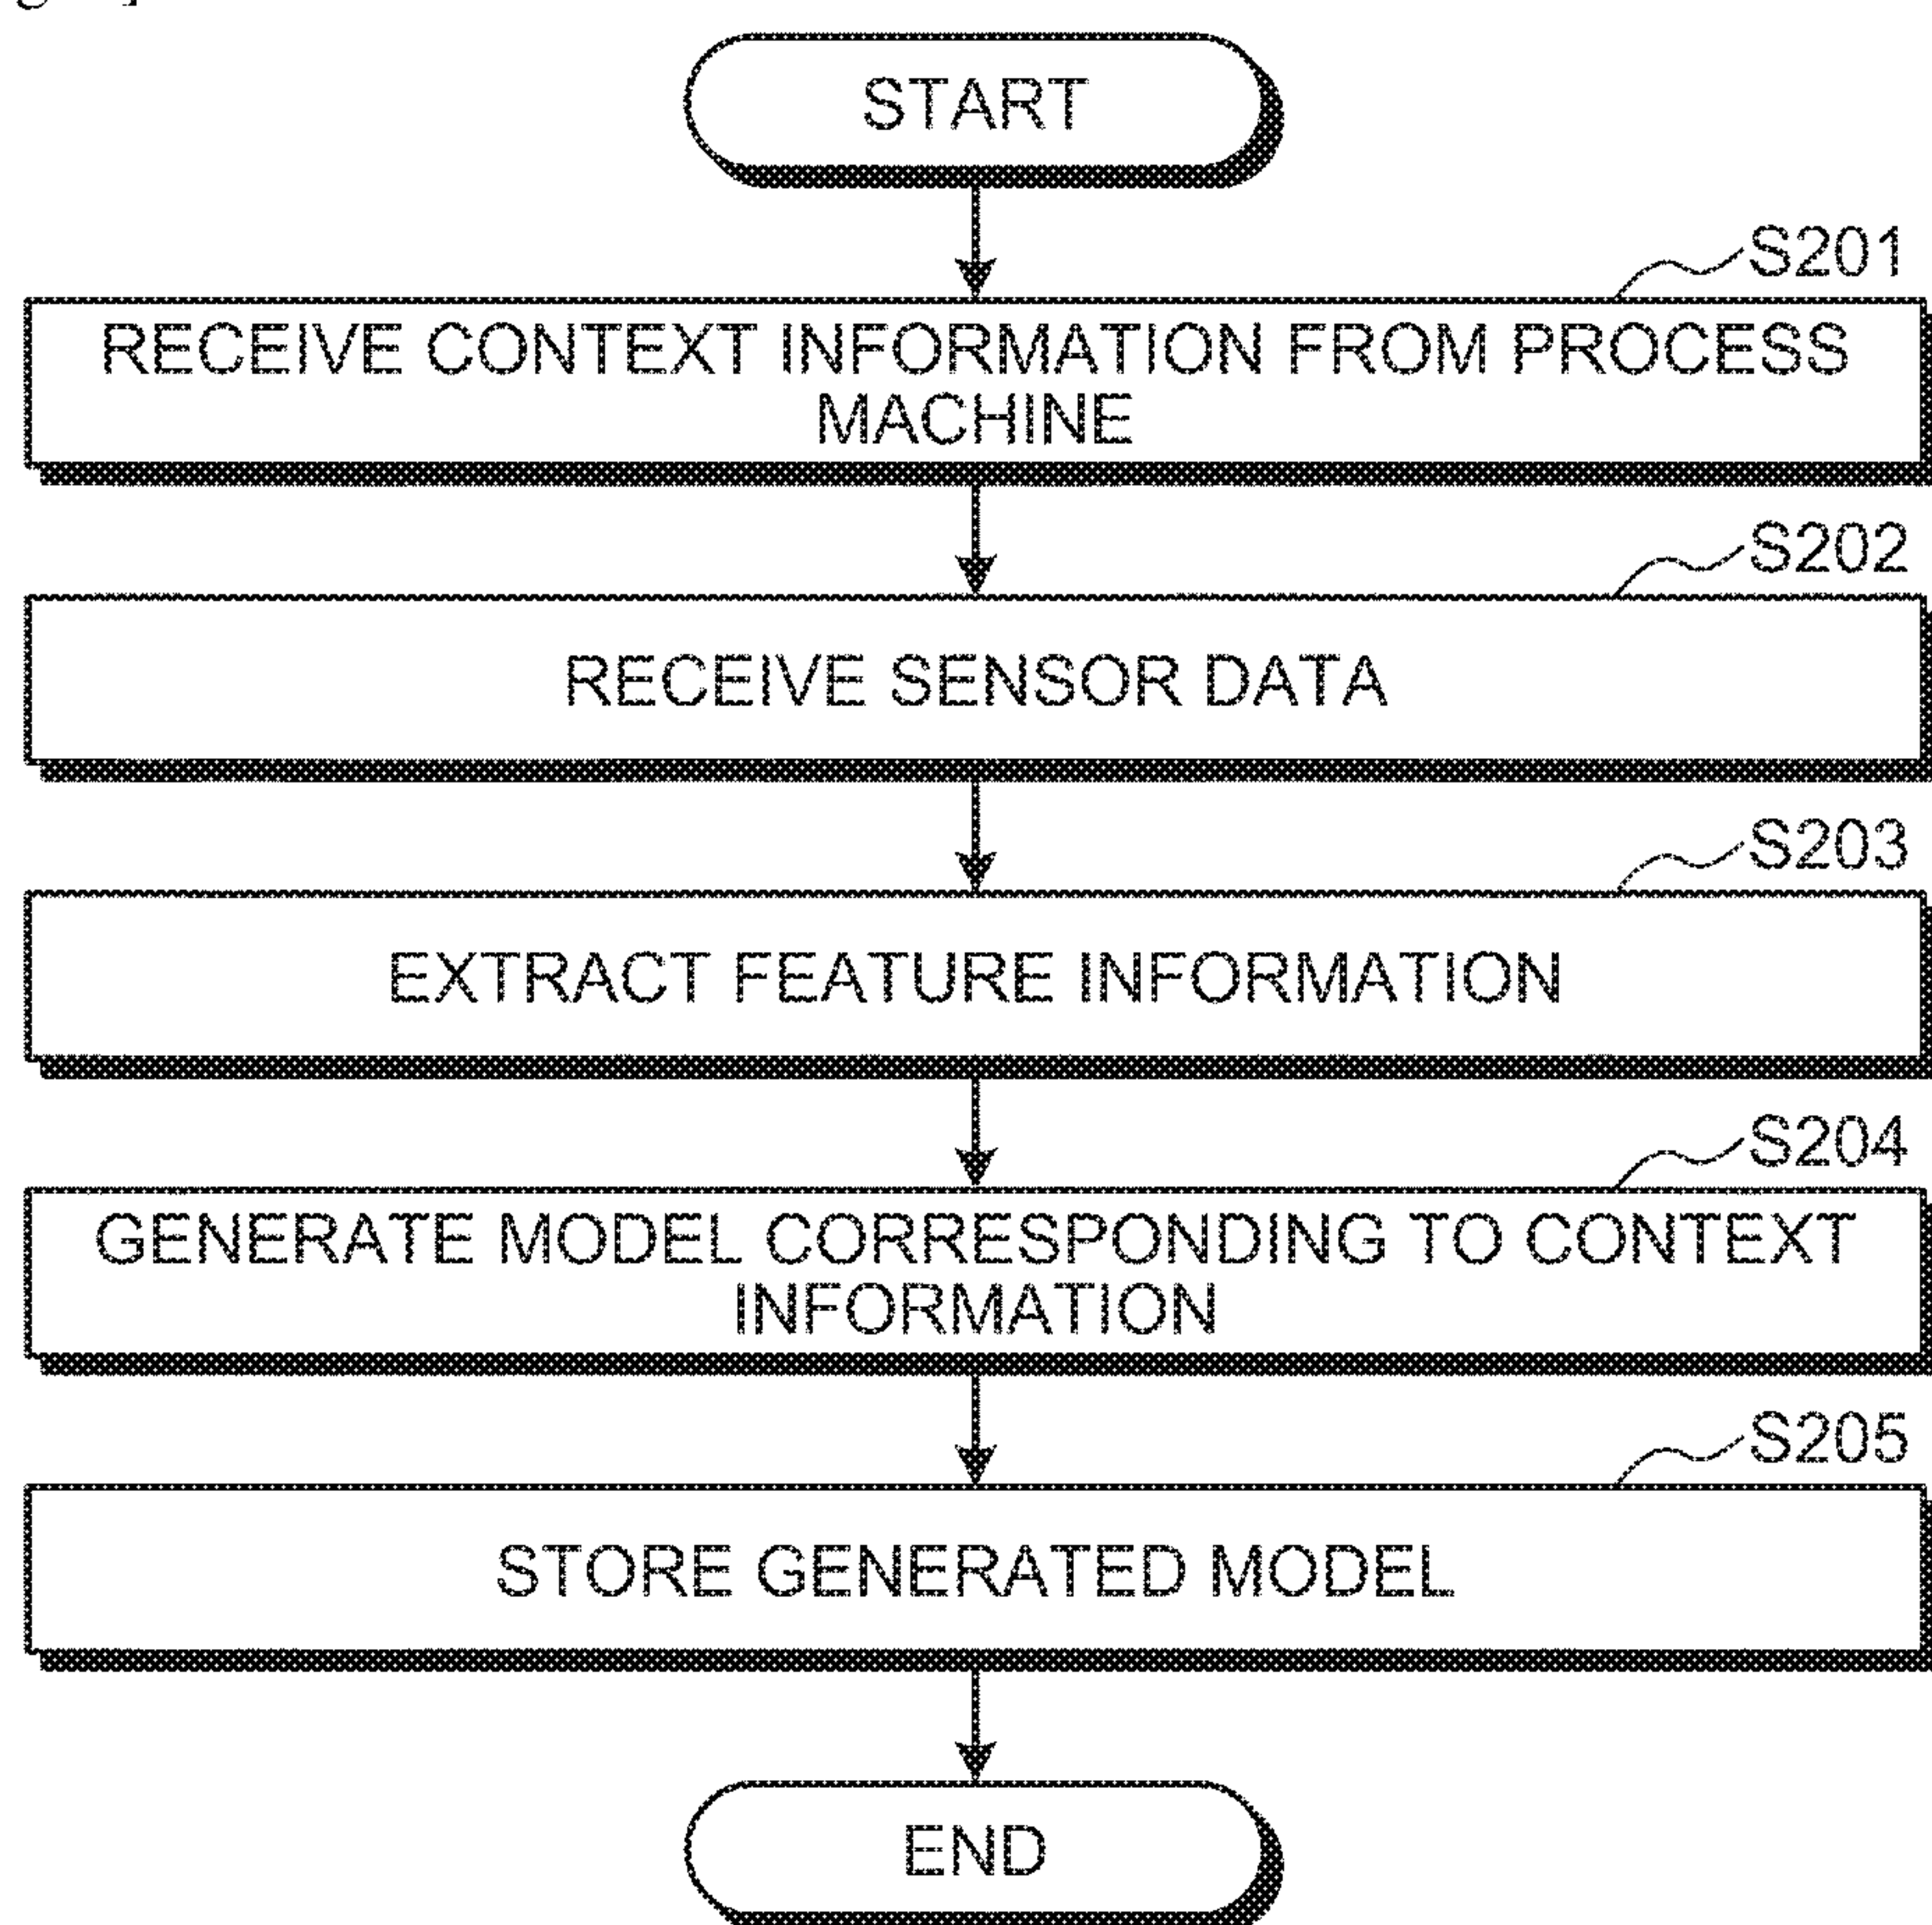 START
S201
RECEIVE CONTEXT INFORMATION FROM PROCESS
MACHINE
S202
RECEIVE SENSOR DATA
S203
EXTRACT FEATURE INFORMATION
S204
GENERATE MODEL CORRESPONDING TO CONTEXT
INFORMATION
S205
STORE GENERATED MODEL
END